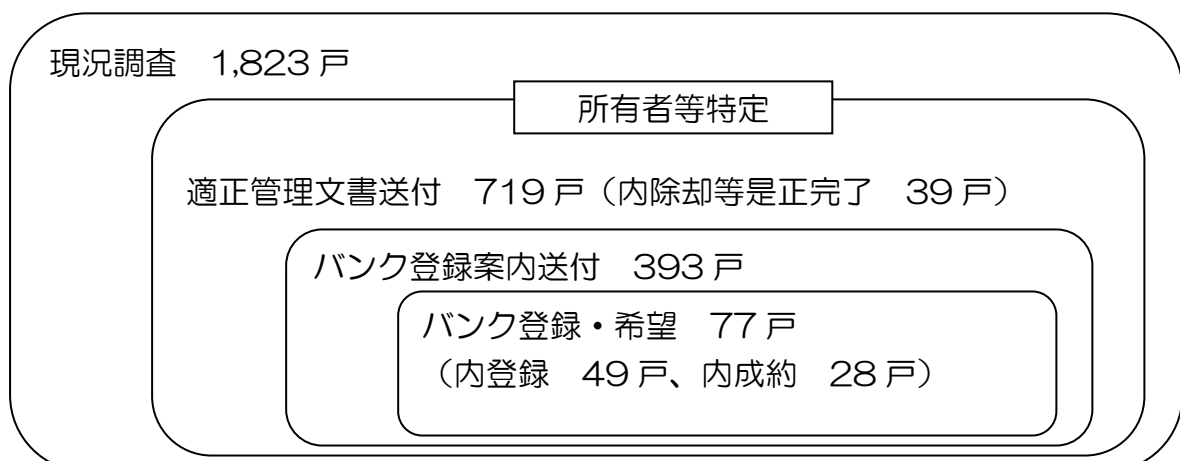 現況調査　1,823 戸
所有者等特定
適正管理文書送付　719 戸（内除却等是正完了　39 戸）
バンク登録案内送付　393 戸
バンク登録・希望　77 戸
（内登録　49 戸、内成約　28 戸）